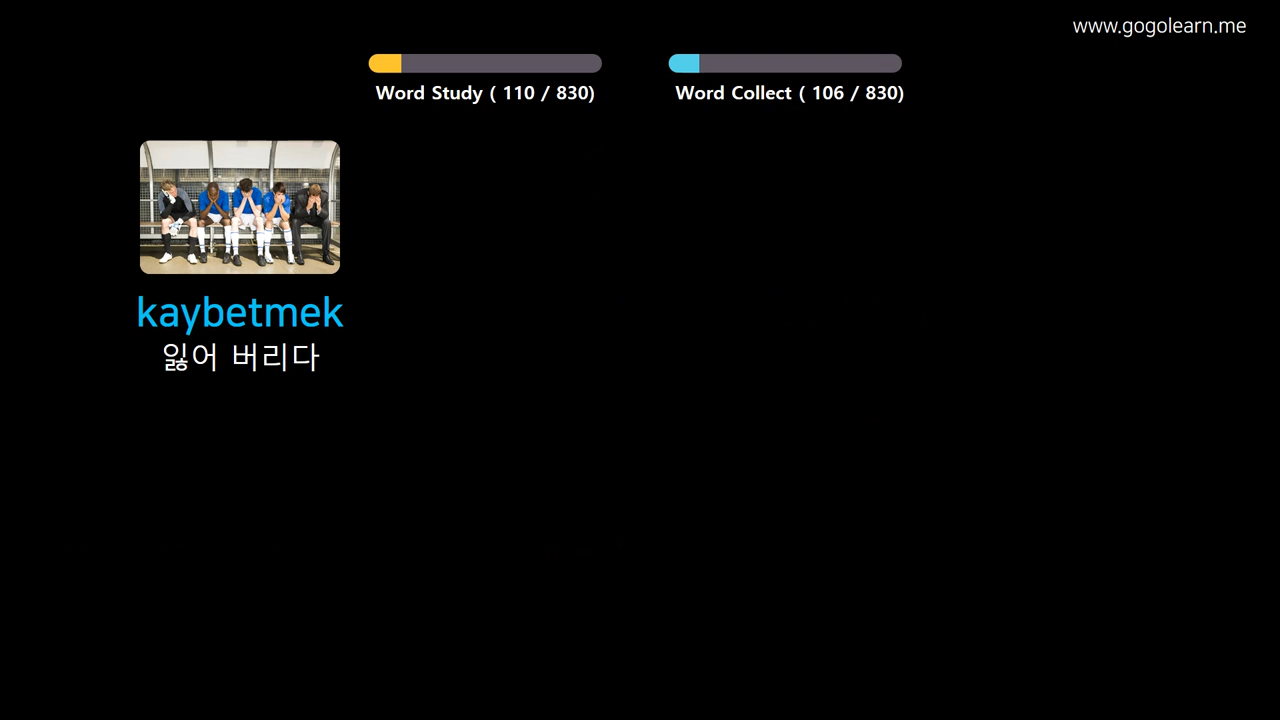 www.gogolearn.me
Word Study ( 110 / 830)
Word Collect ( 106 / 830)
kaybetmek
잃어 버리다